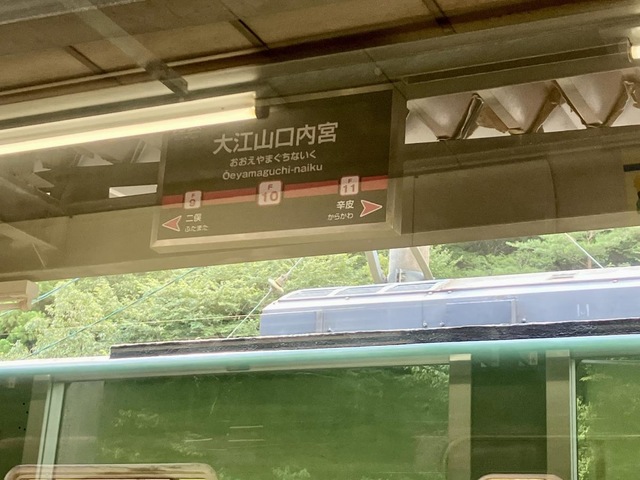 大江山口内宮
おおえやまぐちないく
Ōeyamaguchi-naiku
F
9
F
10
F
11
二俣
ふたまた
辛皮
からかわ